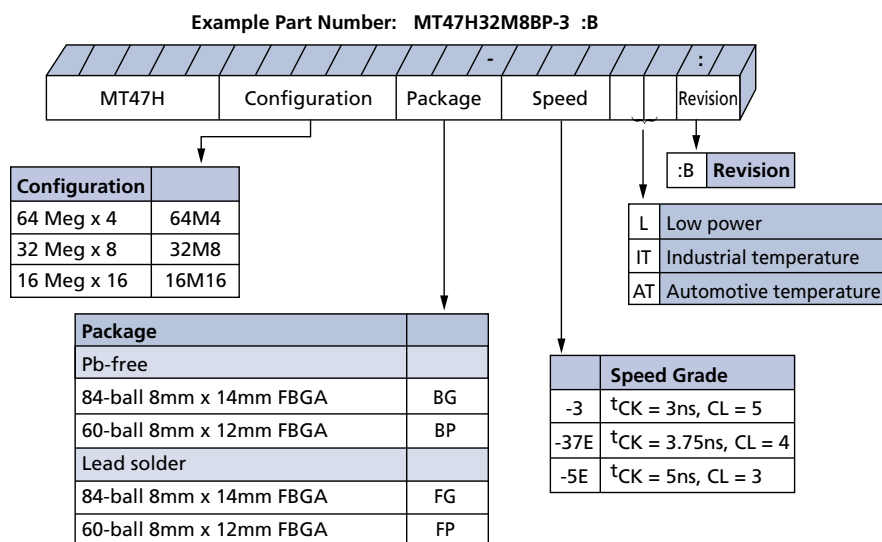 Example Part Number: MT47H32M8BP-3 :B
- :
MT47H Configuration Package Speed Revision
:B Revision
Configuration
64 Meg x 4 64M4
32 Meg x 8 32M8
16 Meg x 16 16M16
L Low power
IT Industrial temperature
AT Automotive temperature
Package
Pb-free
84-ball 8mm x 14mm FBGA BG
60-ball 8mm x 12mm FBGA BP
Lead solder
84-ball 8mm x 14mm FBGA FG
60-ball 8mm x 12mm FBGA FP
Speed Grade
-3 tCK = 3ns, CL = 5
-37E tCK = 3.75ns, CL = 4
-5E tCK = 5ns, CL = 3